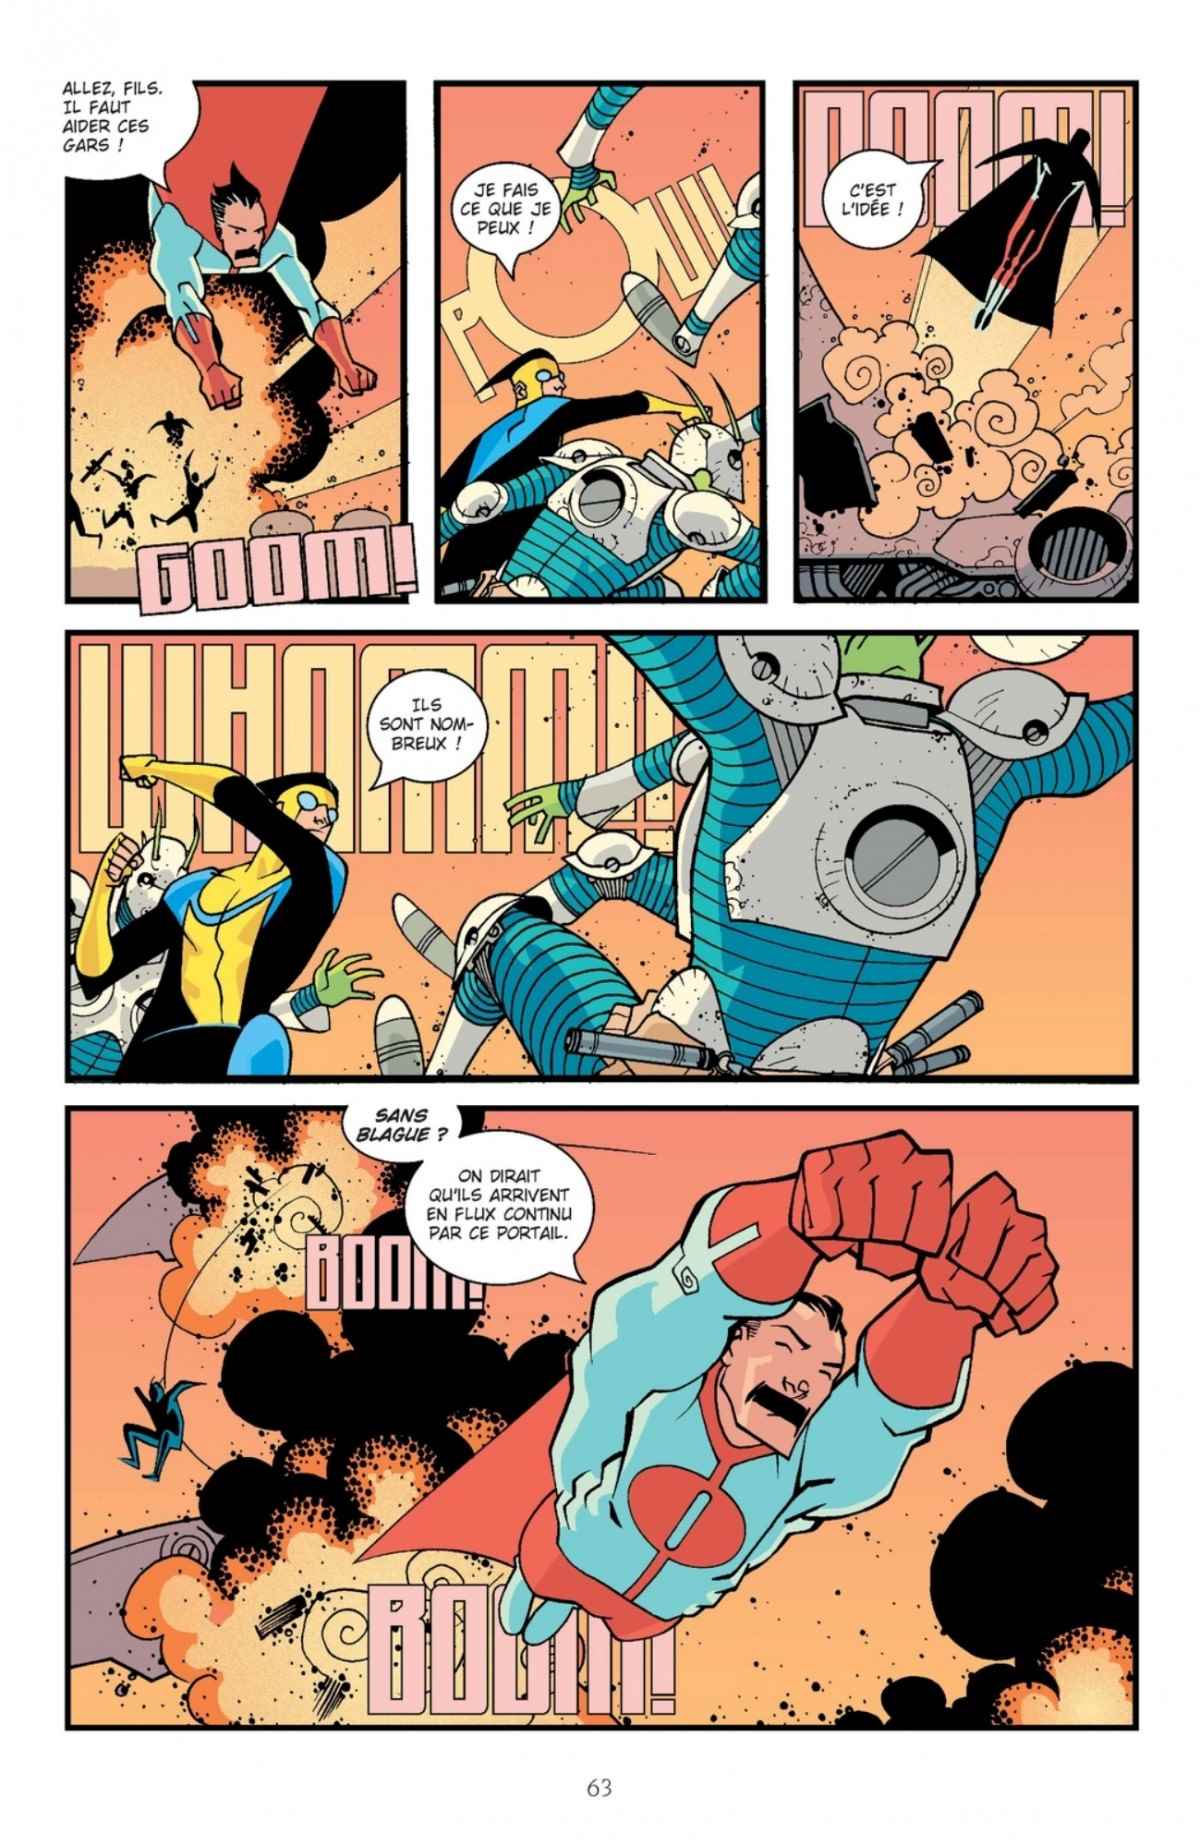 ALLEZ, FILS.
IL FAUT
AIDER CES
GARS !
GOOM!
JE FAIS
CE QUE JE
PEUX !
C'EST
L'IDÉE !
WHOMM!
ILS
SONT NOM-
BREUX !
SANS
BLAGUE ?
ON DIRAIT
QU'ILS ARRIVENT
EN FLUX CONTINU
PAR CE PORTAIL.
BOOM!
BOOM!
63